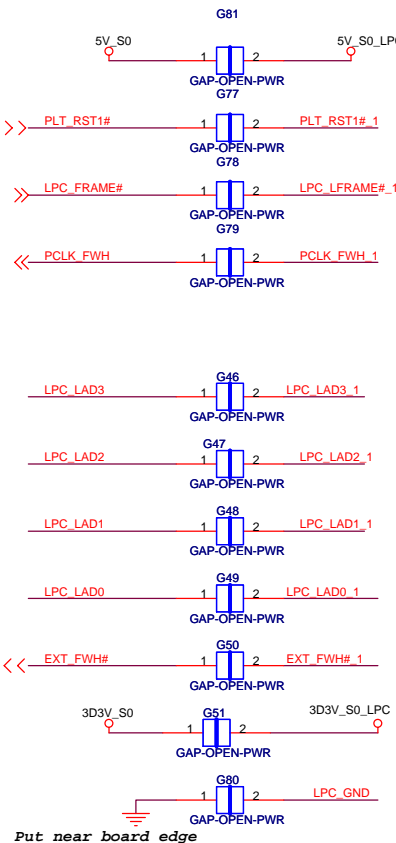 G81
5V_S0 1 2 5V_S0_LP
GAP-OPEN-PWR
G77
PLT_RST1# 1 2 PLT_RST1#_1
GAP-OPEN-PWR
G78
LPC_FRAME# 1 2 LPC_LFRAME#_1
GAP-OPEN-PWR
G79
PCLK_FWH 1 2 PCLK_FWH_1
GAP-OPEN-PWR
G46
LPC_LAD3 1 2 LPC_LAD3_1
GAP-OPEN-PWR
G47
LPC_LAD2 1 2 LPC_LAD2_1
GAP-OPEN-PWR
G48
LPC_LAD1 1 2 LPC_LAD1_1
GAP-OPEN-PWR
G49
LPC_LAD0 1 2 LPC_LAD0_1
GAP-OPEN-PWR
G50
EXT_FWH# 1 2 EXT_FWH#_1
GAP-OPEN-PWR
3D3V_S0 1 G51 2 3D3V_S0_LPC
GAP-OPEN-PWR
G80
1 2 LPC_GND
GAP-OPEN-PWR
Put near board edge